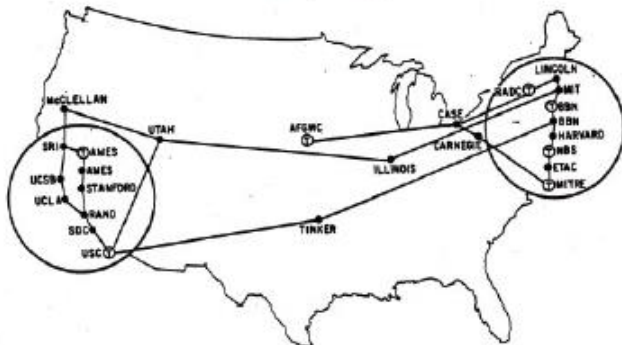 LINCOLN
RADC T
MIT
McCLELLAN
T BBN
CASE
BBN
UTAH
AFGWC
T
HARVARD
CARNEGIE
SRI
T AMES
T NBS
ILLINOIS
AMES
ETAC
UCSB
STANFORD
T MITRE
UCLA
RAND
TINKER
SDC
USC T